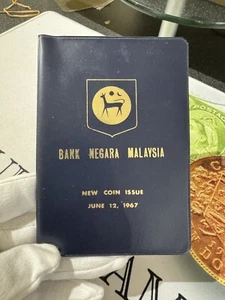 BANK NEGARA MALAYSIA
NEW COIN ISSUE
JUNE 12, 1967